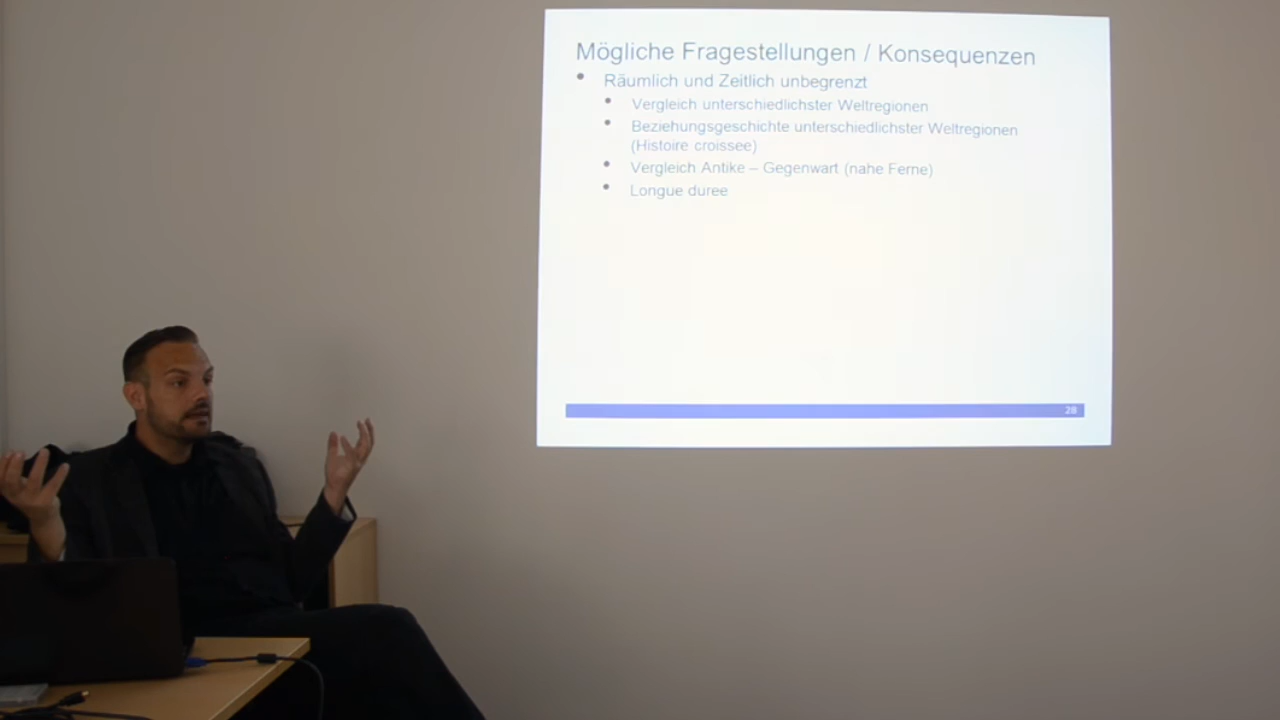 Mögliche Fragestellungen / Konsequenzen
Räumlich und Zeitlich unbegrenzt
Vergleich unterschiedlichster Weltregionen
Beziehungsgeschichte unterschiedlichster Weltregionen
(Histoire croissee)
Vergleich Antike – Gegenwart (nahe Ferne)
Longue duree
28